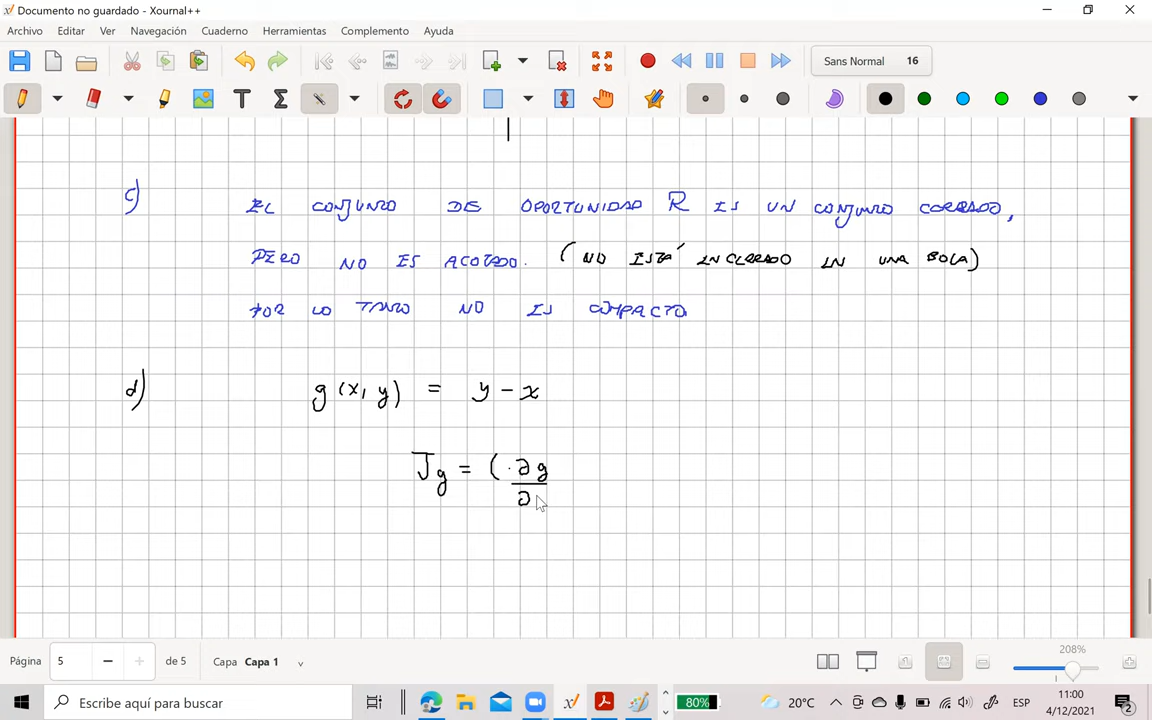 Documento no guardado - Xournal++
Archivo Editar Ver Navegación Cuaderno Herramientas Complemento Ayuda
Sans Normal 16
c) EL CONJUNTO DE OPORTUNIDAD R ES UN CONJUNTO CERRADO,
PERO NO ES ACOTADO. (NO ESTÁ ENCERRADO EN UNA BOLA)
POR LO TANTO NO ES COMPACTO
d) g(x, y) = y - x
Jg = ( ∂g
∂
Página 5 de 5 Capa Capa 1 208%
Escribe aquí para buscar 80% 20°C ESP 11:00
4/12/2021 2